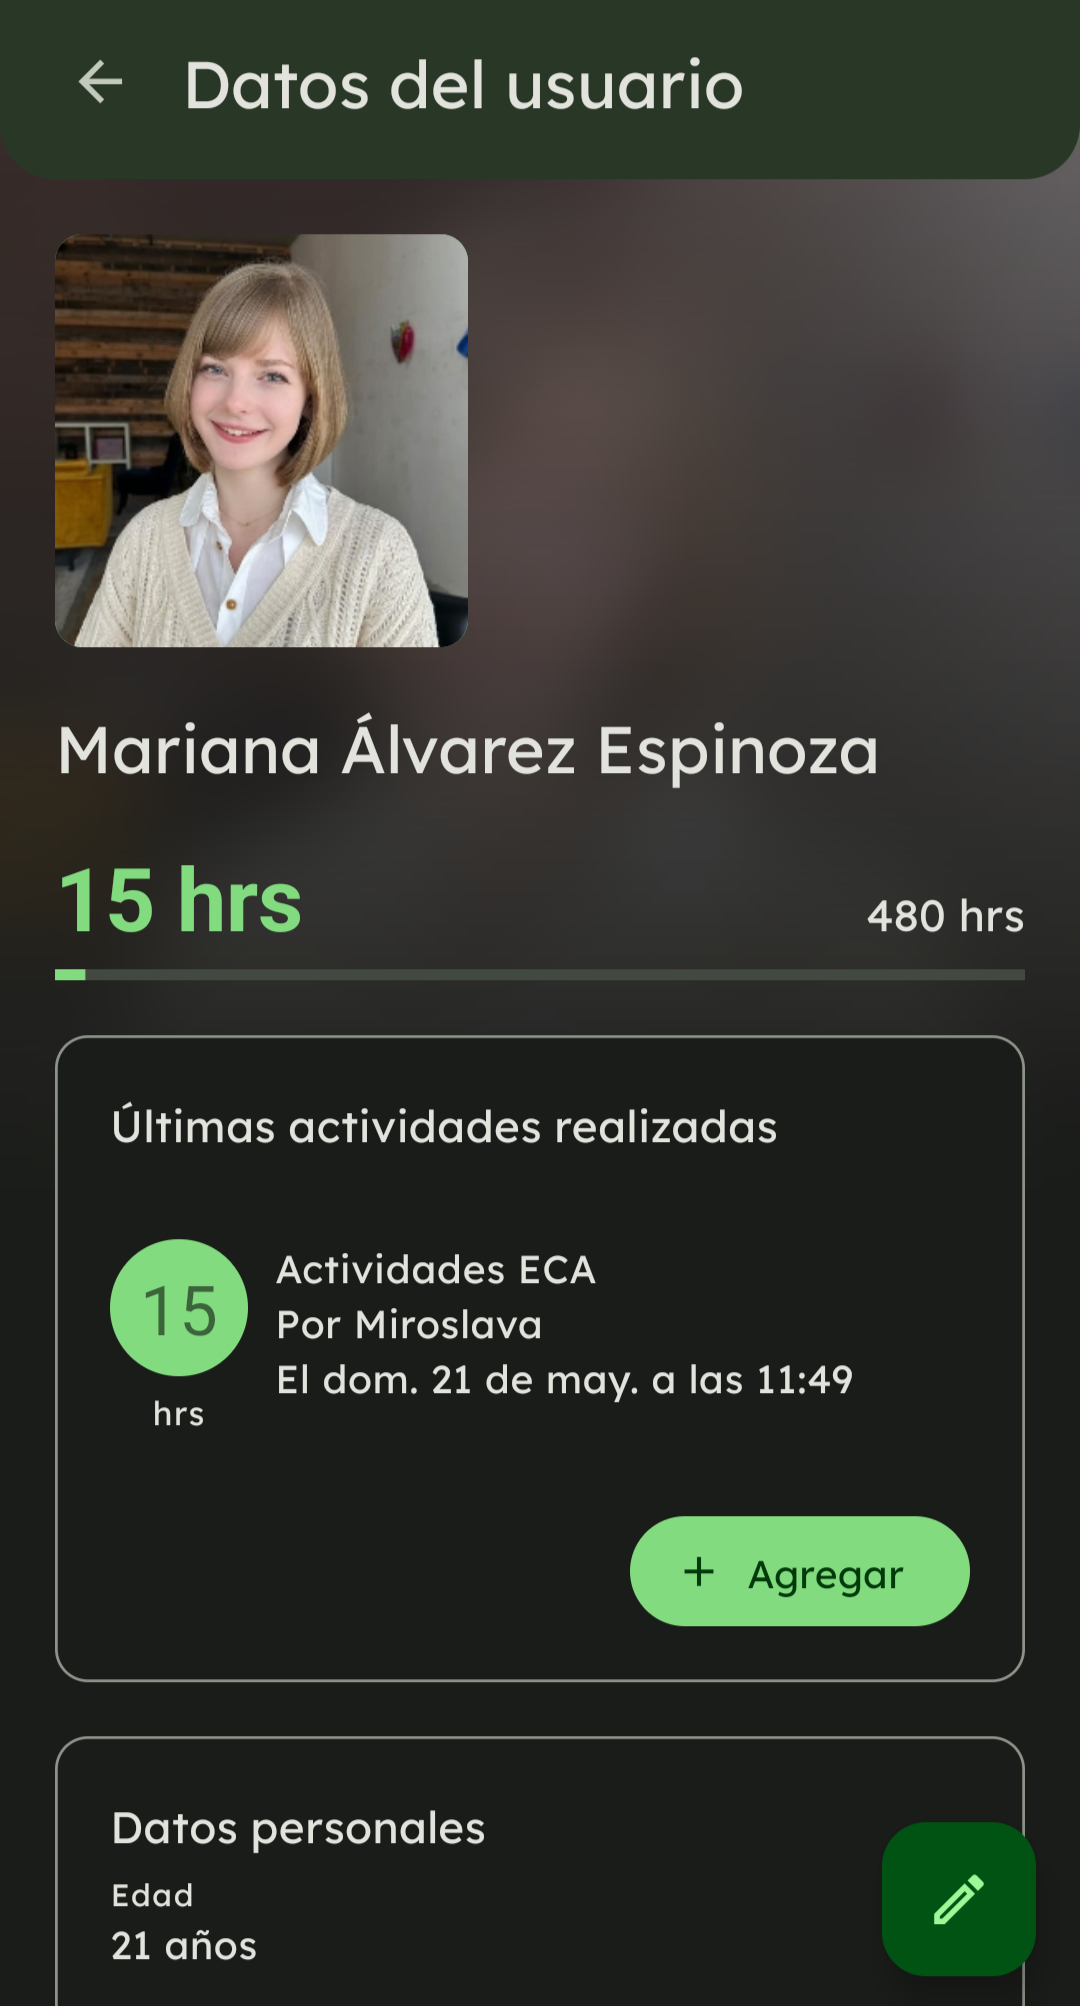 Datos del usuario
Mariana Álvarez Espinoza
15 hrs
480 hrs
Últimas actividades realizadas
15
hrs
Actividades ECA
Por Miroslava
El dom. 21 de may. a las 11:49
+ Agregar
Datos personales
Edad
21 años